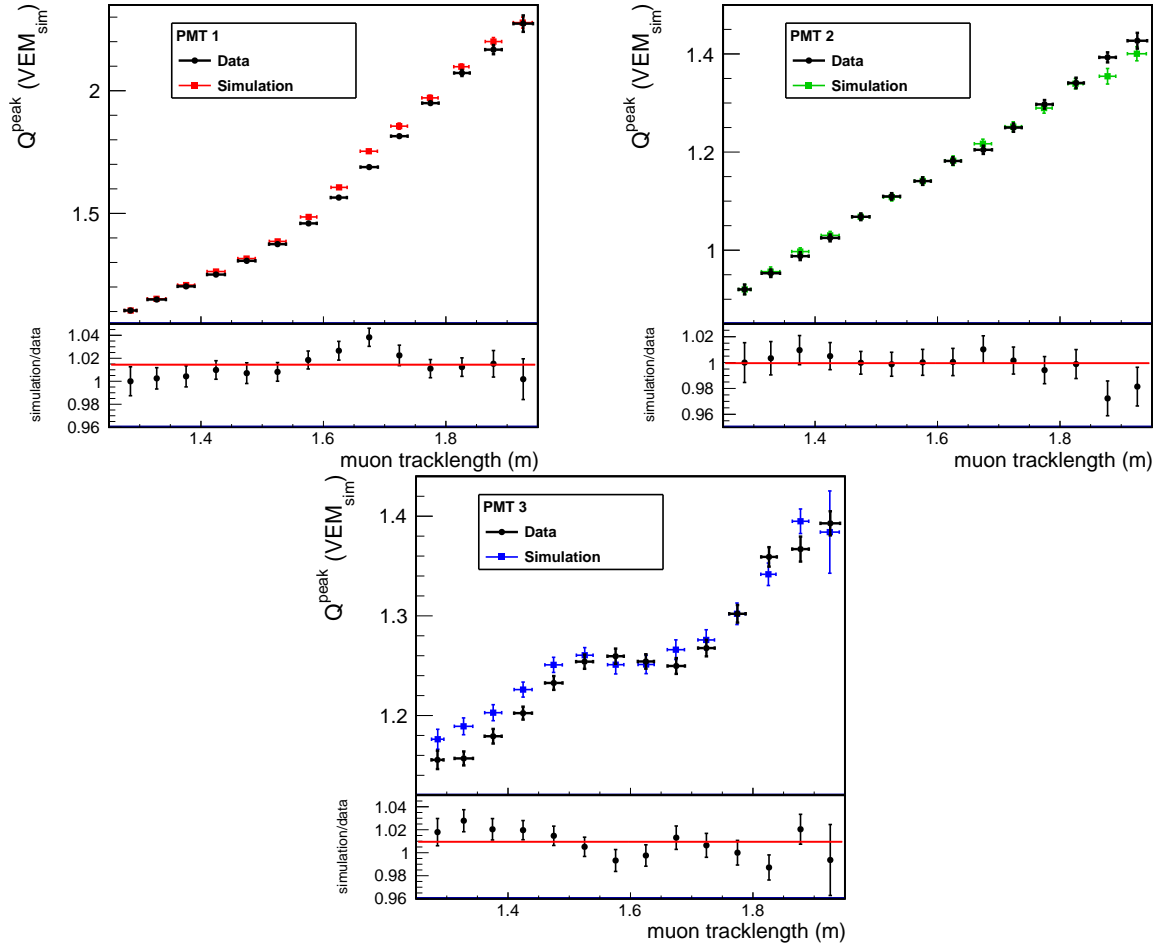 PMT 1
Data
Simulation
Q^peak (VEM_sim)
2
1.5
simulation/data
1.04
1.02
1
0.98
0.96
1.4
1.6
1.8
muon tracklength (m)
PMT 2
Data
Simulation
Q^peak (VEM_sim)
1.4
1.2
1
simulation/data
1.02
1
0.98
0.96
1.4
1.6
1.8
muon tracklength (m)
PMT 3
Data
Simulation
Q^peak (VEM_sim)
1.4
1.3
1.2
simulation/data
1.04
1.02
1
0.98
0.96
1.4
1.6
1.8
muon tracklength (m)